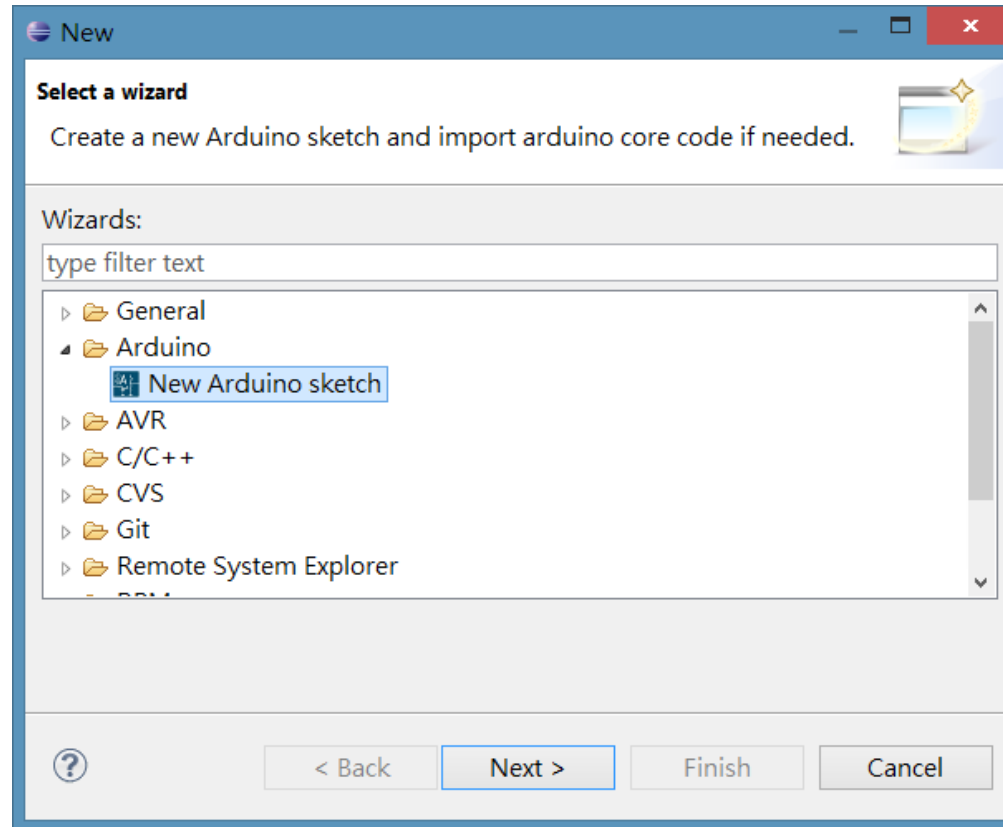 New
Select a wizard
Create a new Arduino sketch and import arduino core code if needed.
Wizards:
type filter text
General
Arduino
New Arduino sketch
AVR
C/C++
CVS
Git
Remote System Explorer
< Back Next > Finish Cancel